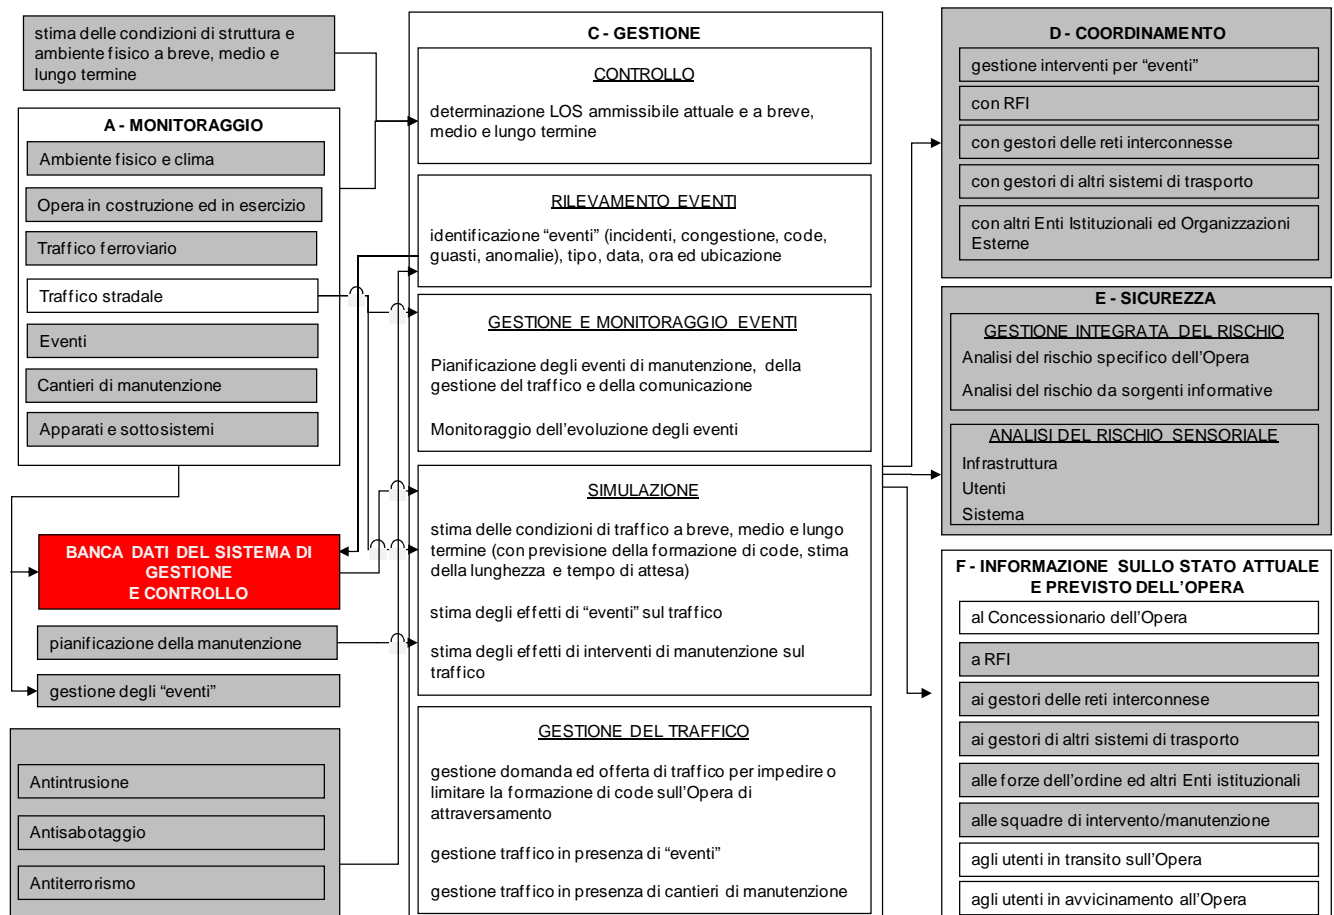 stima delle condizioni di struttura e
ambiente fisico a breve, medio e
lungo termine
A - MONITORAGGIO
Ambiente fisico e clima
Opera in costruzione ed in esercizio
Traffico ferroviario
Traffico stradale
Eventi
Cantieri di manutenzione
Apparati e sottosistemi
BANCA DATI DEL SISTEMA DI
GESTIONE
E CONTROLLO
pianificazione della manutenzione
gestione degli “eventi”
Antintrusione
Antisabotaggio
Antiterrorismo
C - GESTIONE
CONTROLLO
determinazione LOS ammissibile attuale e a breve,
medio e lungo termine
RILEVAMENTO EVENTI
identificazione “eventi” (incidenti, congestione, code,
guasti, anomalie), tipo, data, ora ed ubicazione
GESTIONE E MONITORAGGIO EVENTI
Pianificazione degli eventi di manutenzione, della
gestione del traffico e della comunicazione
Monitoraggio dell’evoluzione degli eventi
SIMULAZIONE
stima delle condizioni di traffico a breve, medio e lungo
termine (con previsione della formazione di code, stima
della lunghezza e tempo di attesa)
stima degli effetti di “eventi” sul traffico
stima degli effetti di interventi di manutenzione sul
traffico
GESTIONE DEL TRAFFICO
gestione domanda ed offerta di traffico per impedire o
limitare la formazione di code sull’Opera di
attraversamento
gestione traffico in presenza di “eventi”
gestione traffico in presenza di cantieri di manutenzione
D - COORDINAMENTO
gestione interventi per “eventi”
con RFI
con gestori delle reti interconnesse
con gestori di altri sistemi di trasporto
con altri Enti Istituzionali ed Organizzazioni
Esterne
E - SICUREZZA
GESTIONE INTEGRATA DEL RISCHIO
Analisi del rischio specifico dell’Opera
Analisi del rischio da sorgenti informative
ANALISI DEL RISCHIO SENSORIALE
Infrastruttura
Utenti
Sistema
F - INFORMAZIONE SULLO STATO ATTUALE
E PREVISTO DELL’OPERA
al Concessionario dell’Opera
a RFI
ai gestori delle reti interconnese
ai gestori di altri sistemi di trasporto
alle forze dell’ordine ed altri Enti istituzionali
alle squadre di intervento/manutenzione
agli utenti in transito sull’Opera
agli utenti in avvicinamento all’Opera